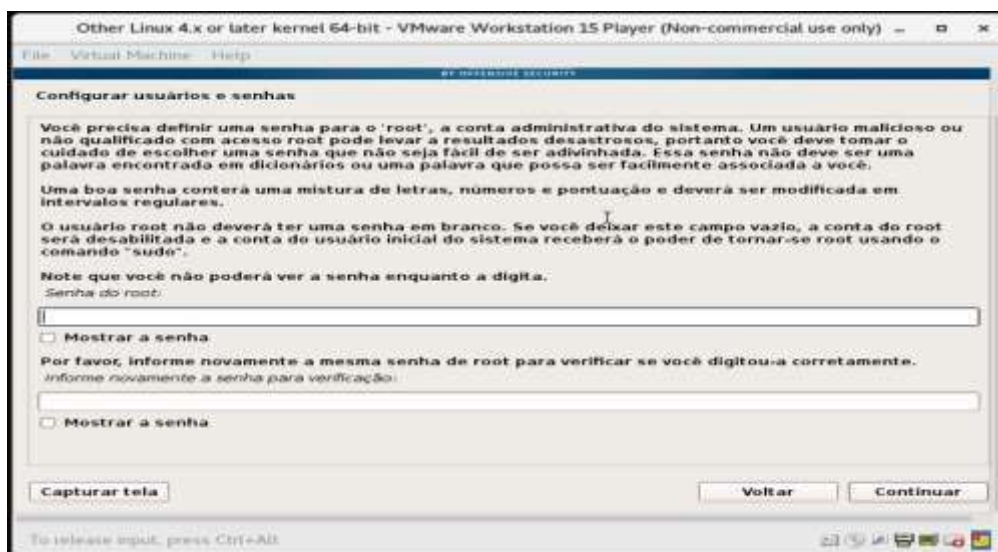 Other Linux 4.x or later kernel 64-bit - VMware Workstation 15 Player (Non-commercial use only)
File Virtual Machine Help
BY OFFENSIVE SECURITY
Configurar usuários e senhas
Você precisa definir uma senha para o 'root', a conta administrativa do sistema. Um usuário malicioso ou
não qualificado com acesso root pode levar a resultados desastrosos, portanto você deve tomar o
cuidado de escolher uma senha que não seja fácil de ser adivinhada. Essa senha não deve ser uma
palavra encontrada em dicionários ou uma palavra que possa ser facilmente associada a você.
Uma boa senha conterá uma mistura de letras, números e pontuação e deverá ser modificada em
intervalos regulares.
O usuário root não deverá ter uma senha em branco. Se você deixar este campo vazio, a conta do root
será desabilitada e a conta do usuário inicial do sistema receberá o poder de tornar-se root usando o
comando "sudo".
Note que você não poderá ver a senha enquanto a digita.
Senha do root:
Mostrar a senha
Por favor, informe novamente a mesma senha de root para verificar se você digitou-a corretamente.
Informe novamente a senha para verificação:
Mostrar a senha
Capturar tela
Voltar
Continuar
To release input, press Ctrl+Alt